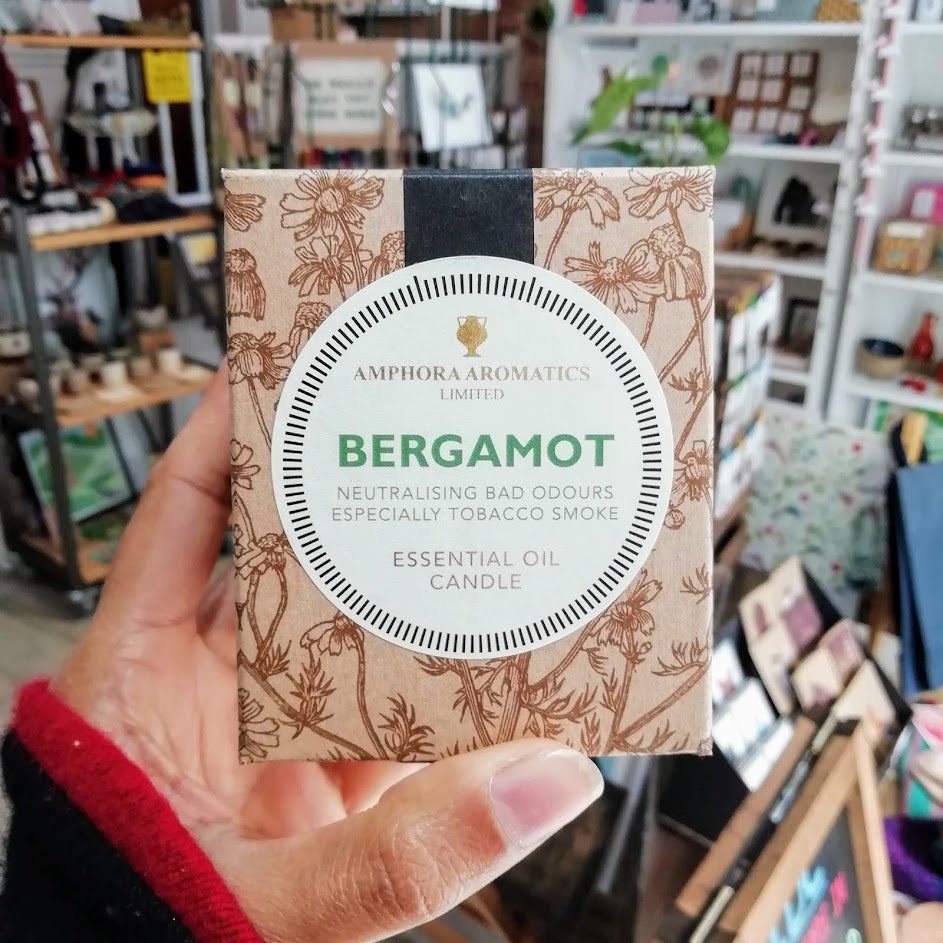 AMPHORA AROMATICS
LIMITED
BERGAMOT
NEUTRALISING BAD ODOURS
ESPECIALLY TOBACCO SMOKE
ESSENTIAL OIL
CANDLE